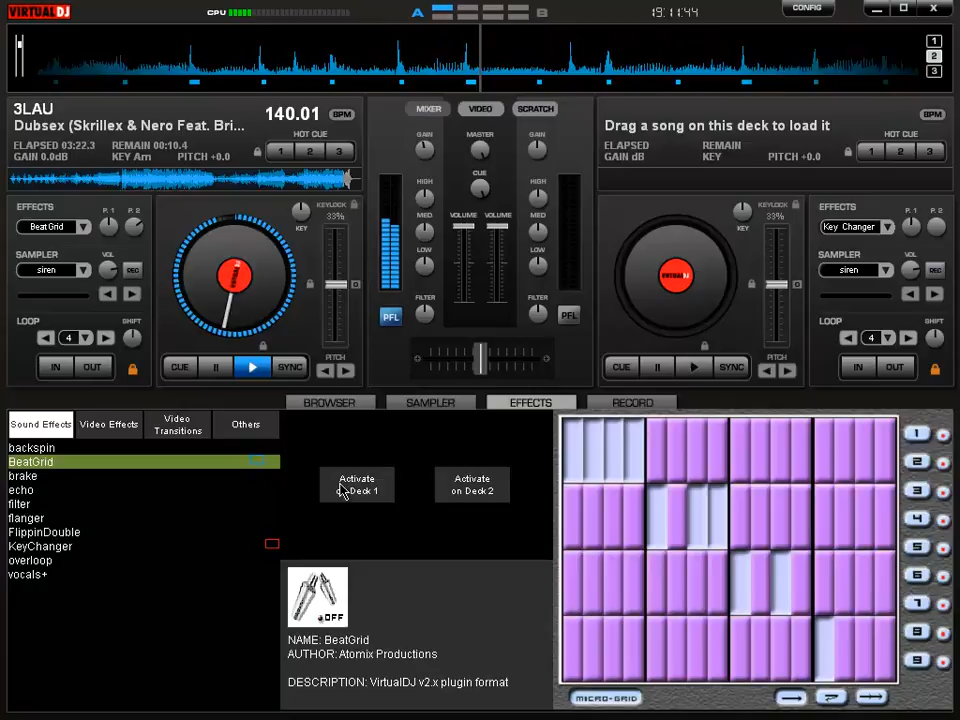 VIRTUAL DJ
CPU
A
B
19:11:44
CONFIG
X
1
2
3
3LAU
140.01 BPM
Dubsex (Skrillex & Nero Feat. Bri...
HOT CUE
ELAPSED 03:22.3 REMAIN 00:10.4
GAIN 0.0dB KEY Am PITCH +0.0
1 2 3
MIXER VIDEO SCRATCH
GAIN MASTER GAIN
CUE
HIGH HIGH
MED VOLUME VOLUME MED
LOW LOW
FILTER FILTER
PFL PFL
BPM
Drag a song on this deck to load it
HOT CUE
ELAPSED REMAIN
GAIN dB KEY PITCH +0.0
1 2 3
EFFECTS P. 1 P. 2
BeatGrid
SAMPLER VOL
siren REC
LOOP SHIFT
4
IN OUT
KEYLOCK
33%
KEY
CUE II SYNC
PITCH
KEYLOCK
33%
KEY
CUE II SYNC
PITCH
EFFECTS P. 1 P. 2
Key Changer
SAMPLER VOL
siren REC
LOOP SHIFT
4
IN OUT
BROWSER SAMPLER EFFECTS RECORD
Sound Effects Video Effects Video Transitions Others
backspin
BeatGrid
brake
echo
filter
flanger
FlippinDouble
KeyChanger
overloop
vocals+
Activate
on Deck 1
Activate
on Deck 2
OFF
NAME: BeatGrid
AUTHOR: Atomix Productions
DESCRIPTION: VirtualDJ v2.x plugin format
1
2
3
4
5
6
7
8
9
MICRO-GRID